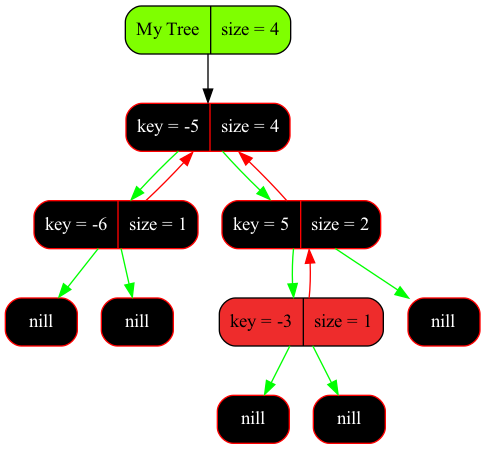 My Tree size = 4
key = -5 size = 4
key = -6 size = 1
key = 5 size = 2
nill
nill
key = -3 size = 1
nill
nill
nill